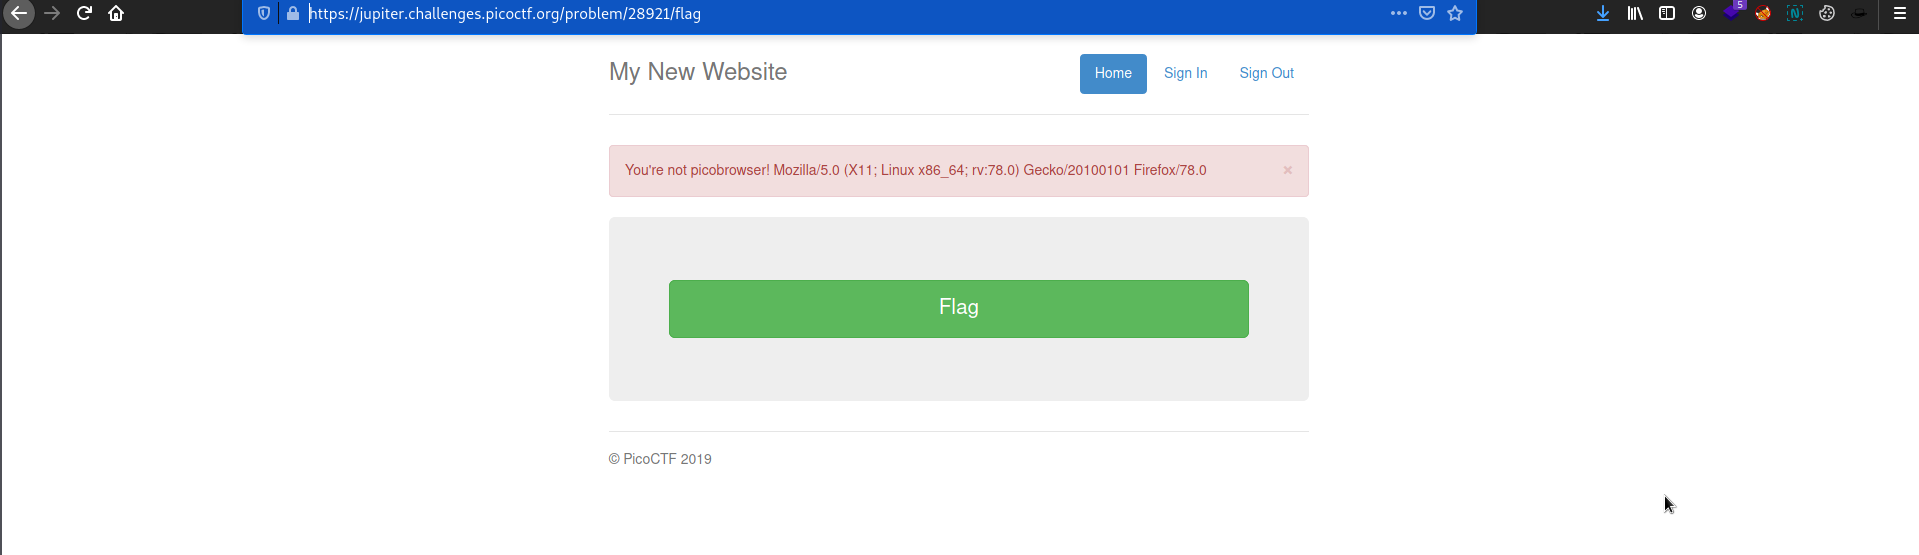 https://jupiter.challenges.picoctf.org/problem/28921/flag
5
My New Website
Home Sign In Sign Out
You're not picobrowser! Mozilla/5.0 (X11; Linux x86_64; rv:78.0) Gecko/20100101 Firefox/78.0 ×
Flag
© PicoCTF 2019